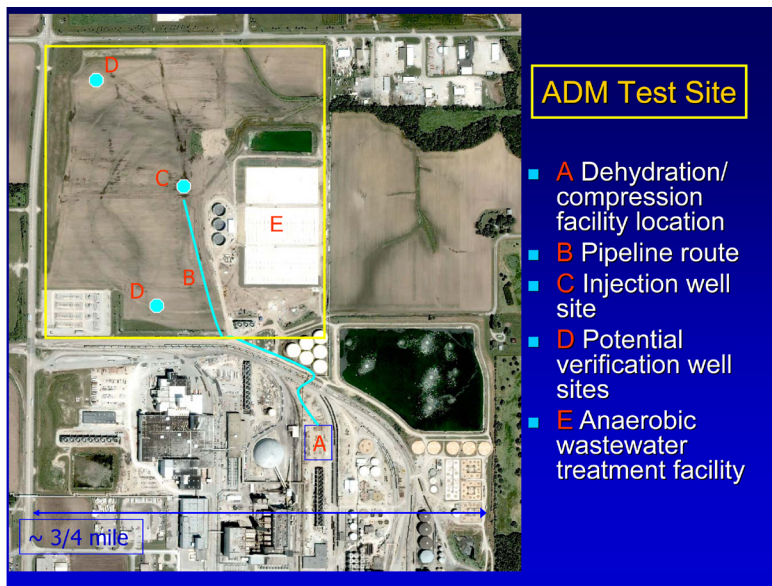 D
C
E
B
D
A
~ 3/4 mile
ADM Test Site
A Dehydration/
compression
facility location
B Pipeline route
C Injection well
site
D Potential
verification well
sites
E Anaerobic
wastewater
treatment facility